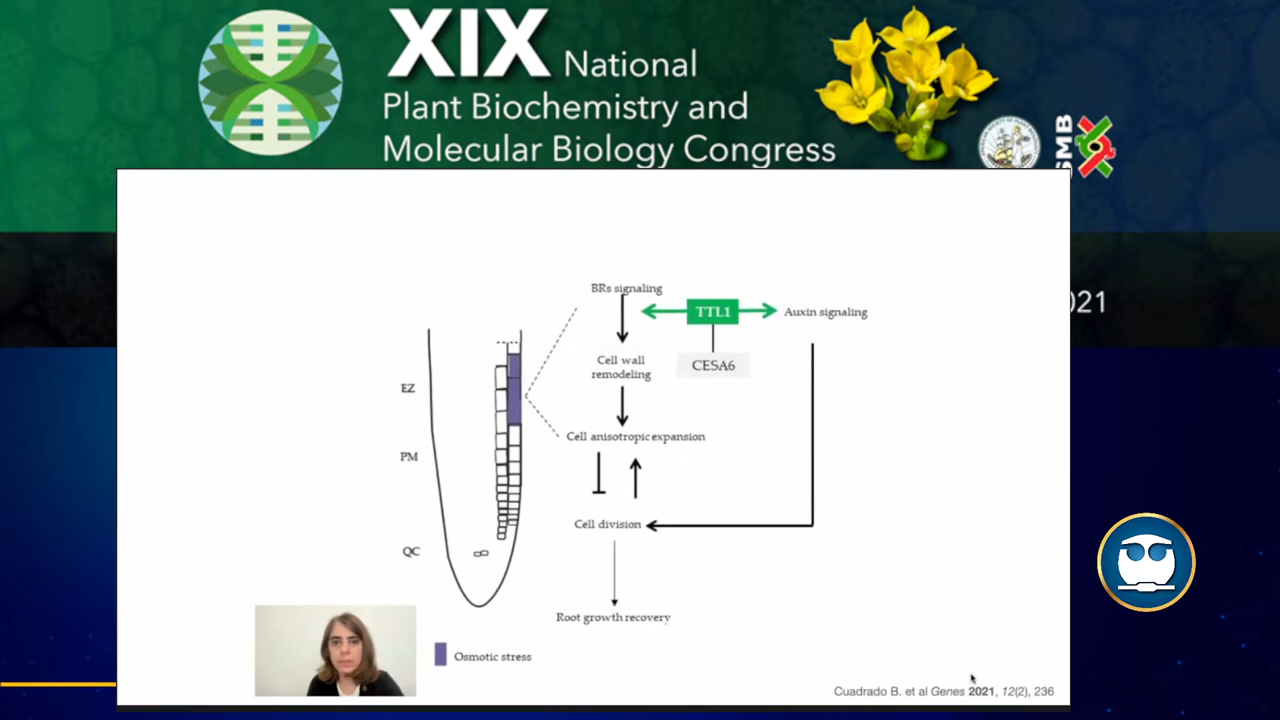 XIX National
Plant Biochemistry and
Molecular Biology Congress
SMB
021
BRs signaling
TTL1
Auxin signaling
Cell wall
remodeling
CESA6
EZ
Cell anisotropic expansion
PM
Cell division
QC
Root growth recovery
Osmotic stress
Cuadrado B. et al Genes 2021, 12(2), 236